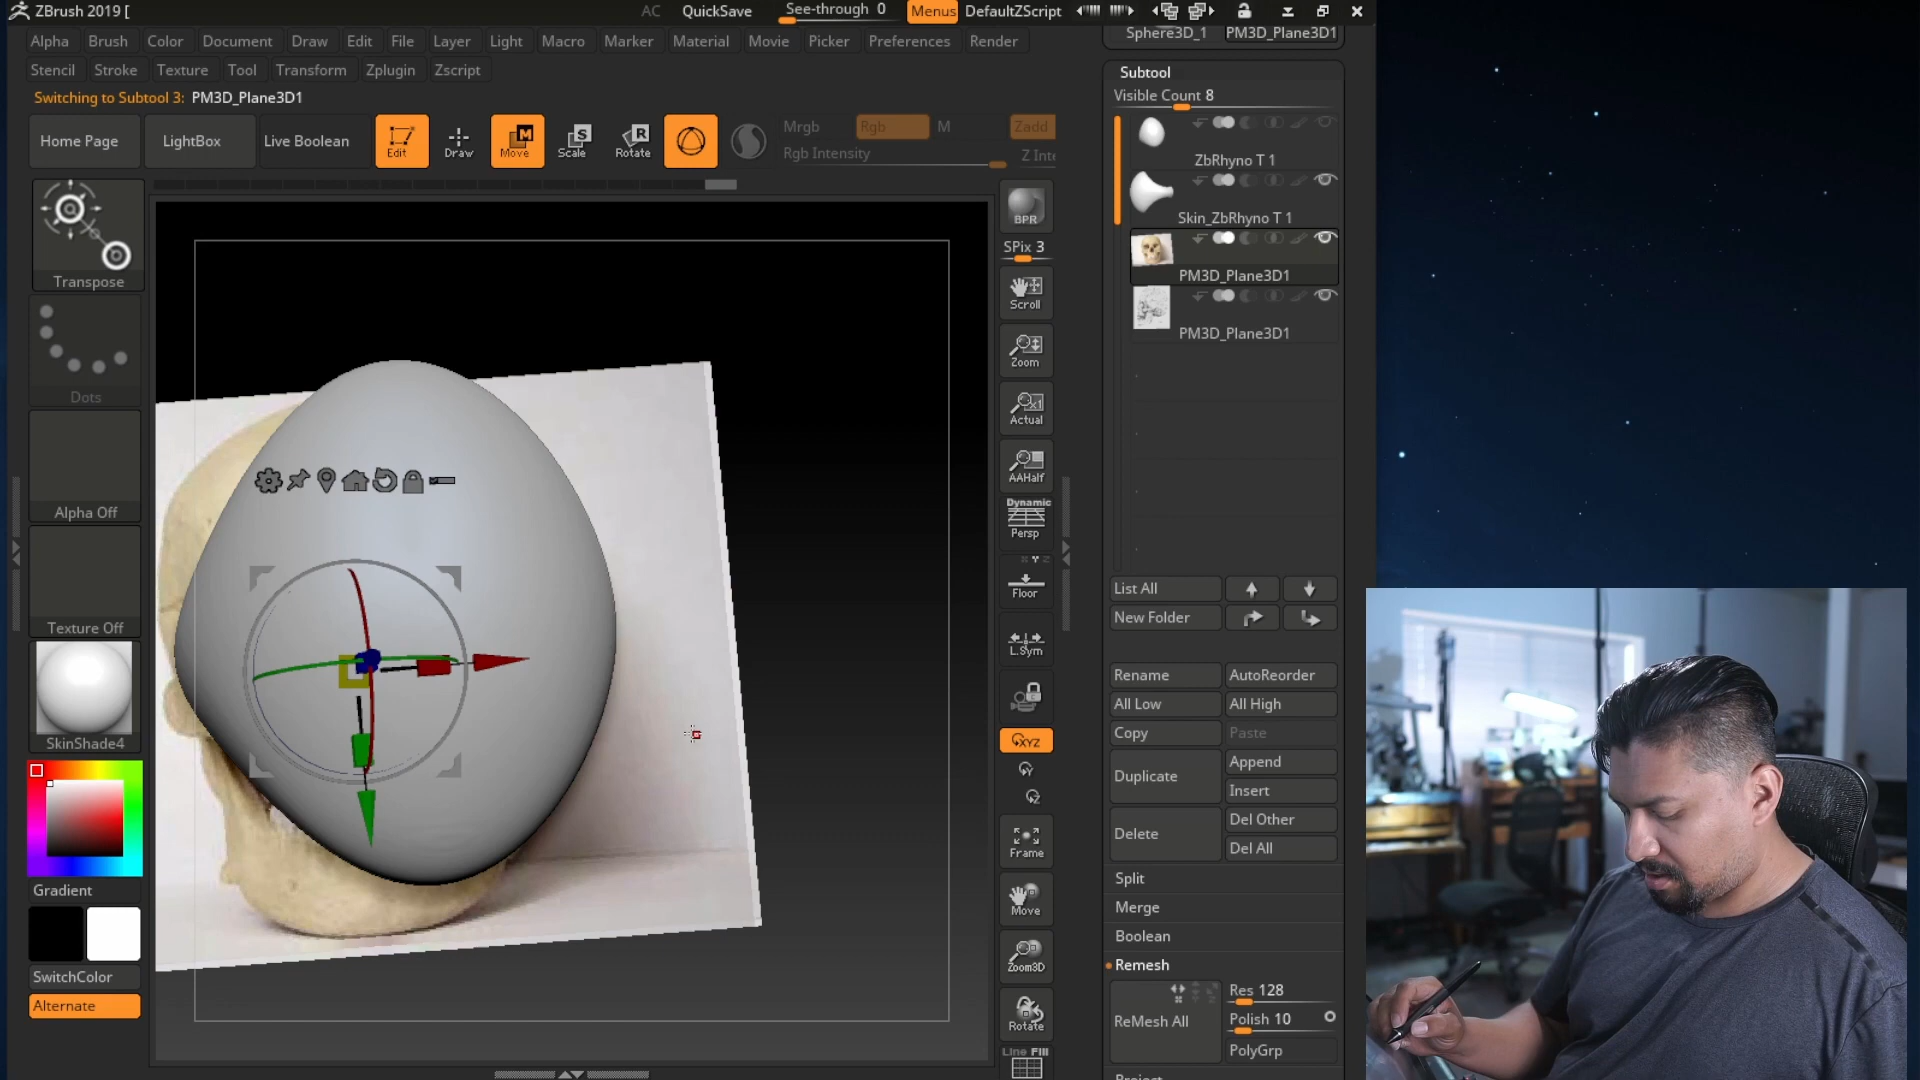 ZBrush 2019 [
AC
QuickSave
See-through 0
Menus
DefaultZScript
Alpha
Brush
Color
Document
Draw
Edit
File
Layer
Light
Macro
Marker
Material
Movie
Picker
Preferences
Render
Stencil
Stroke
Texture
Tool
Transform
Zplugin
Zscript
Switching to Subtool 3: PM3D_Plane3D1
Home Page
LightBox
Live Boolean
Edit
Draw
M
Move
S
Scale
R
Rotate
Mrgb
Rgb
M
Zadd
Rgb Intensity
Z Inte
Transpose
Dots
Alpha Off
Texture Off
SkinShade4
Gradient
SwitchColor
Alternate
BPR
SPix 3
Scroll
Zoom
Actual
AAHalf
Dynamic
Persp
Floor
L.Sym
XYZ
Frame
Move
Zoom3D
Rotate
Line Fill
Sphere3D_1
PM3D_Plane3D1
Subtool
Visible Count 8
ZbRhyno T 1
Skin_ZbRhyno T 1
PM3D_Plane3D1
PM3D_Plane3D1
List All
New Folder
Rename
AutoReorder
All Low
All High
Copy
Paste
Duplicate
Append
Insert
Delete
Del Other
Del All
Split
Merge
Boolean
Remesh
ReMesh All
Res 128
Polish 10
PolyGrp
Project